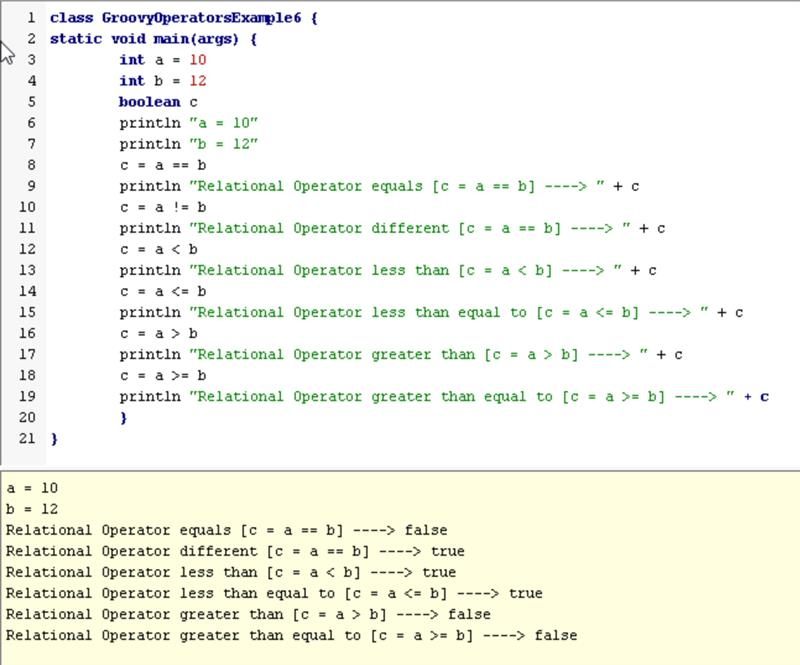 1 class GroovyOperatorsExample6 {
2 static void main(args) {
3 int a = 10
4 int b = 12
5 boolean c
6 println "a = 10"
7 println "b = 12"
8 c = a == b
9 println "Relational Operator equals [c = a == b] ----> " + c
10 c = a != b
11 println "Relational Operator different [c = a == b] ----> " + c
12 c = a < b
13 println "Relational Operator less than [c = a < b] ----> " + c
14 c = a <= b
15 println "Relational Operator less than equal to [c = a <= b] ----> " + c
16 c = a > b
17 println "Relational Operator greater than [c = a > b] ----> " + c
18 c = a >= b
19 println "Relational Operator greater than equal to [c = a >= b] ----> " + c
20 }
21 }
a = 10
b = 12
Relational Operator equals [c = a == b] ----> false
Relational Operator different [c = a == b] ----> true
Relational Operator less than [c = a < b] ----> true
Relational Operator less than equal to [c = a <= b] ----> true
Relational Operator greater than [c = a > b] ----> false
Relational Operator greater than equal to [c = a >= b] ----> false